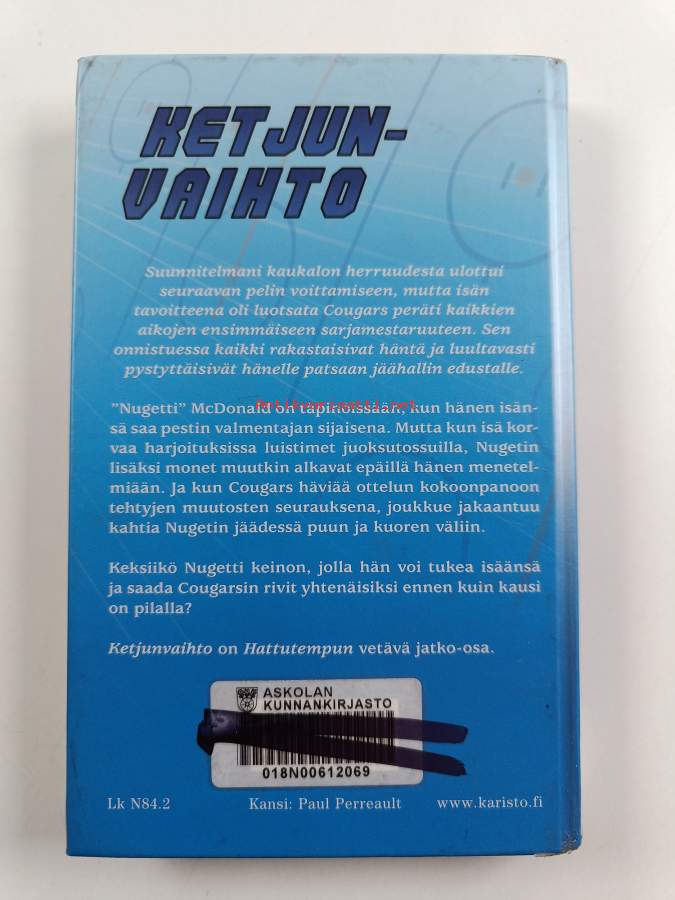 KETJUN-
VAIHTO
Suunnitelmani kaukalon herruudesta ulottui
seuraavan pelin voittamiseen, mutta isän
tavoitteena oli luotsata Cougars peräti kaikkien
aikojen ensimmäiseen sarjamestaruuteen. Sen
onnistuessa kaikki rakastaisivat häntä ja luultavasti
pystyttäisivät hänelle patsaan jäähallin edustalle.
Antikvariaatti.net
”Nugetti” McDonald on täpinöissään, kun hänen isän-
sä saa pestin valmentajan sijaisena. Mutta kun isä kor-
vaa harjoituksissa luistimet juoksutossuilla, Nugetin
lisäksi monet muutkin alkavat epäillä hänen menetel-
miään. Ja kun Cougars häviää ottelun kokoonpanoon
tehtyjen muutosten seurauksena, joukkue jakaantuu
kahtia Nugetin jäädessä puun ja kuoren väliin.
Keksiikö Nugetti keinon, jolla hän voi tukea isäänsä
ja saada Cougarsin rivit yhtenäisiksi ennen kuin kausi
on pilalla?
Ketjunvaihto on Hattutempun vetävä jatko-osa.
ASKOLAN
KUNNANKIRJASTO
018N00612069
Lk N84.2 Kansi: Paul Perreault www.karisto.fi